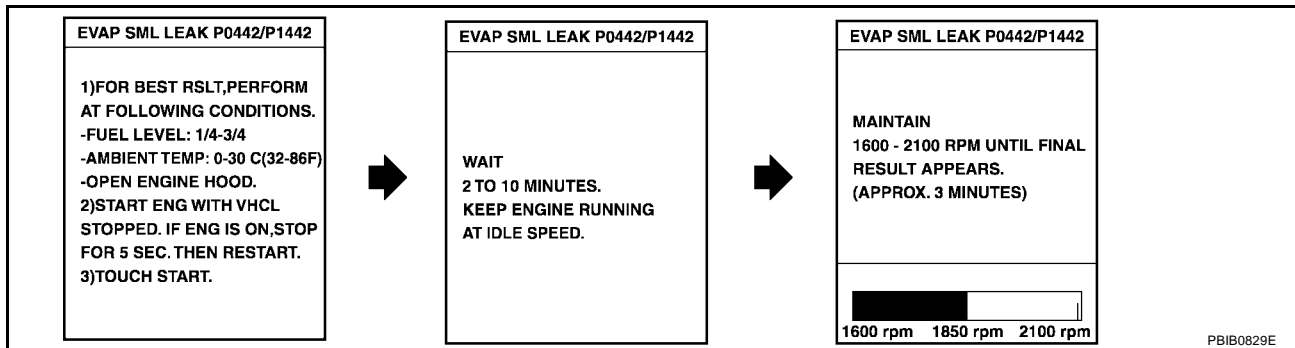 EVAP SML LEAK P0442/P1442
1)FOR BEST RSLT,PERFORM
AT FOLLOWING CONDITIONS.
-FUEL LEVEL: 1/4-3/4
-AMBIENT TEMP: 0-30 C(32-86F)
-OPEN ENGINE HOOD.
2)START ENG WITH VHCL
STOPPED. IF ENG IS ON,STOP
FOR 5 SEC. THEN RESTART.
3)TOUCH START.
EVAP SML LEAK P0442/P1442
WAIT
2 TO 10 MINUTES.
KEEP ENGINE RUNNING
AT IDLE SPEED.
EVAP SML LEAK P0442/P1442
MAINTAIN
1600 - 2100 RPM UNTIL FINAL
RESULT APPEARS.
(APPROX. 3 MINUTES)
1600 rpm 1850 rpm 2100 rpm
PBIB0829E